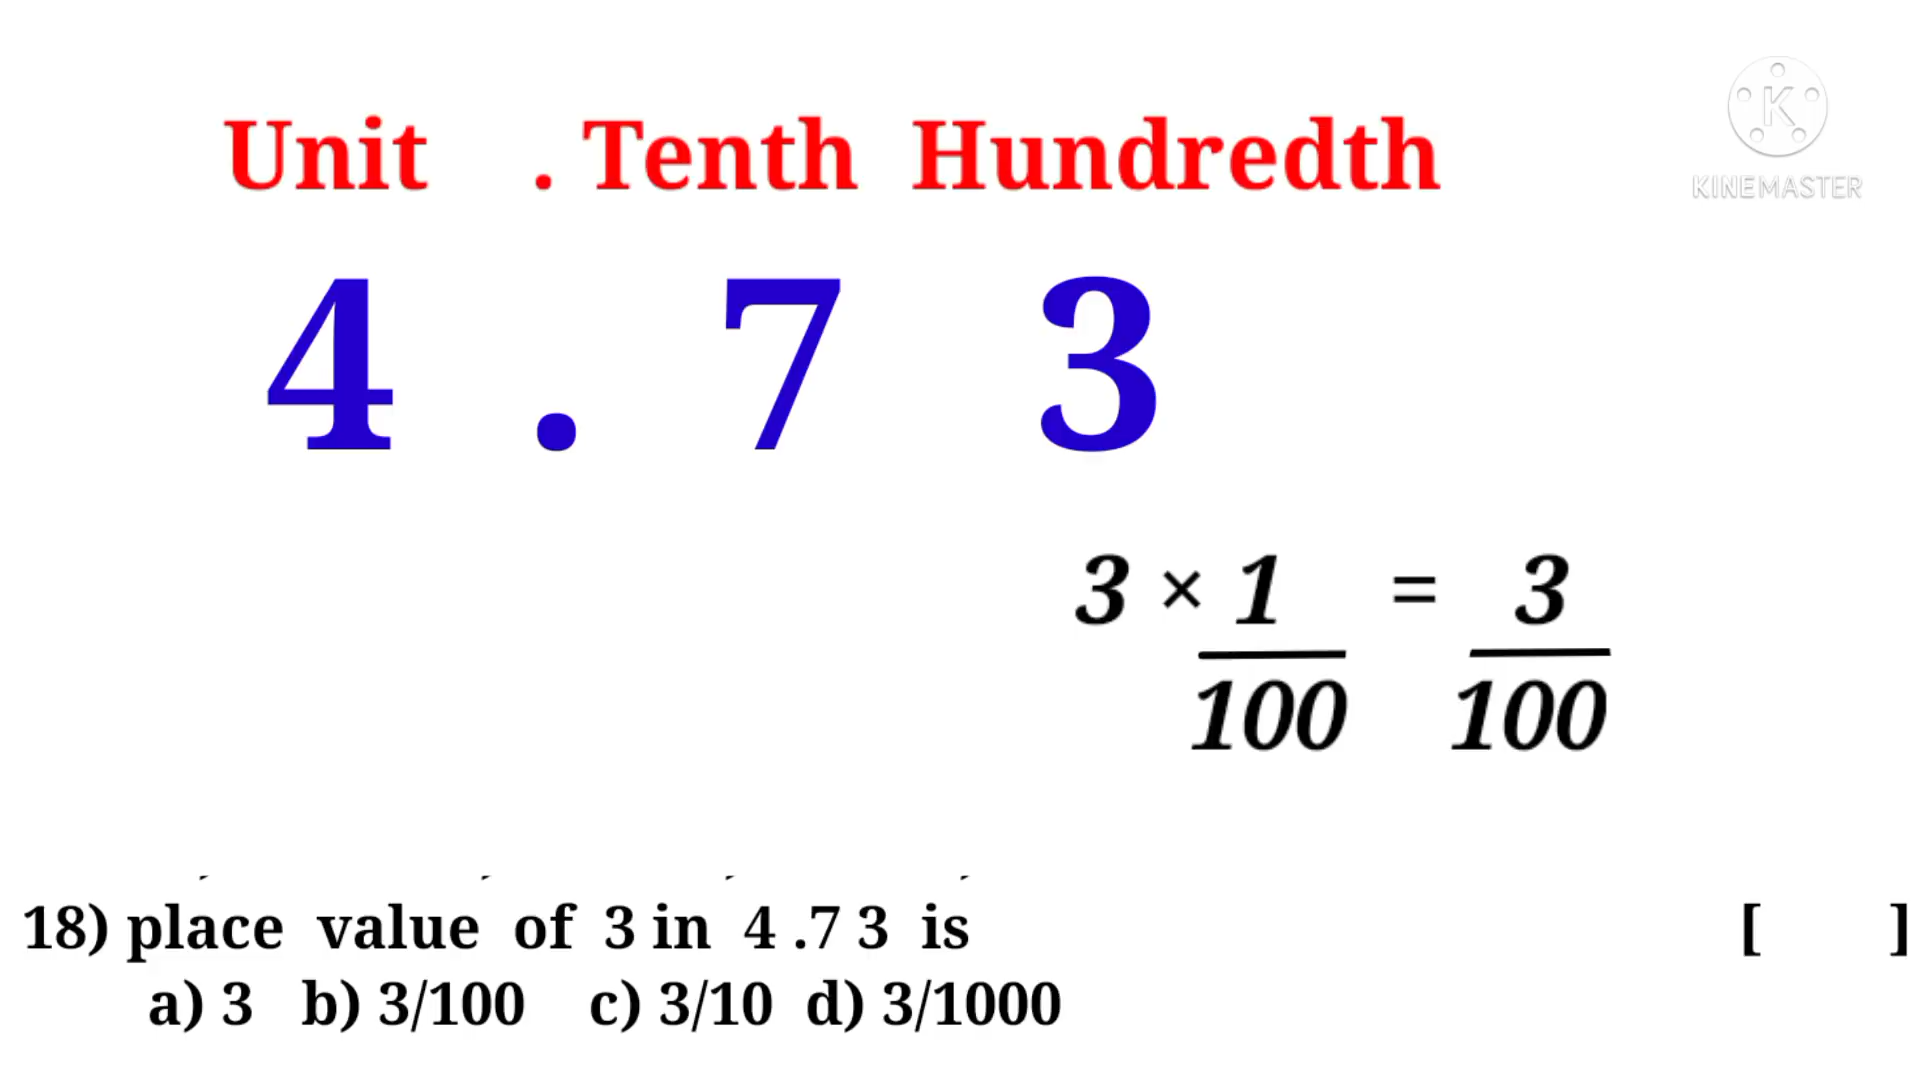 Unit . Tenth Hundredth
K
KINEMASTER
4 . 7 3
3 × 1 = 3
100 100
18) place value of 3 in 4 .7 3 is [ ]
a) 3 b) 3/100 c) 3/10 d) 3/1000